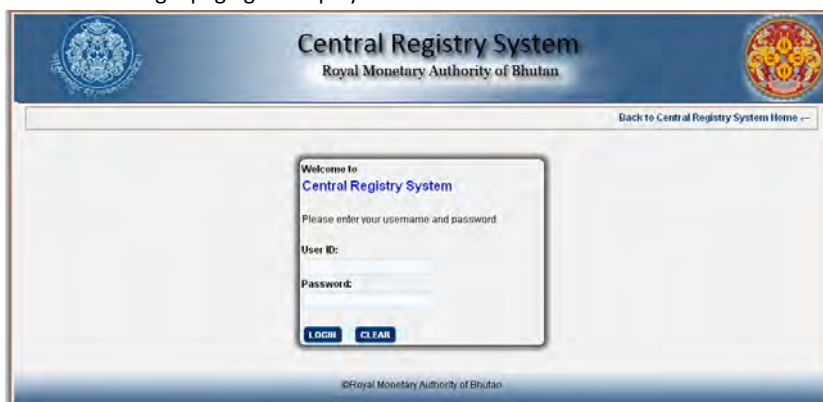 Central Registry System
Royal Monetary Authority of Bhutan
Back to Central Registry System Home ←
Welcome to
Central Registry System
Please enter your username and password
User ID:
Password:
LOGIN CLEAR
©Royal Monetary Authority of Bhutan